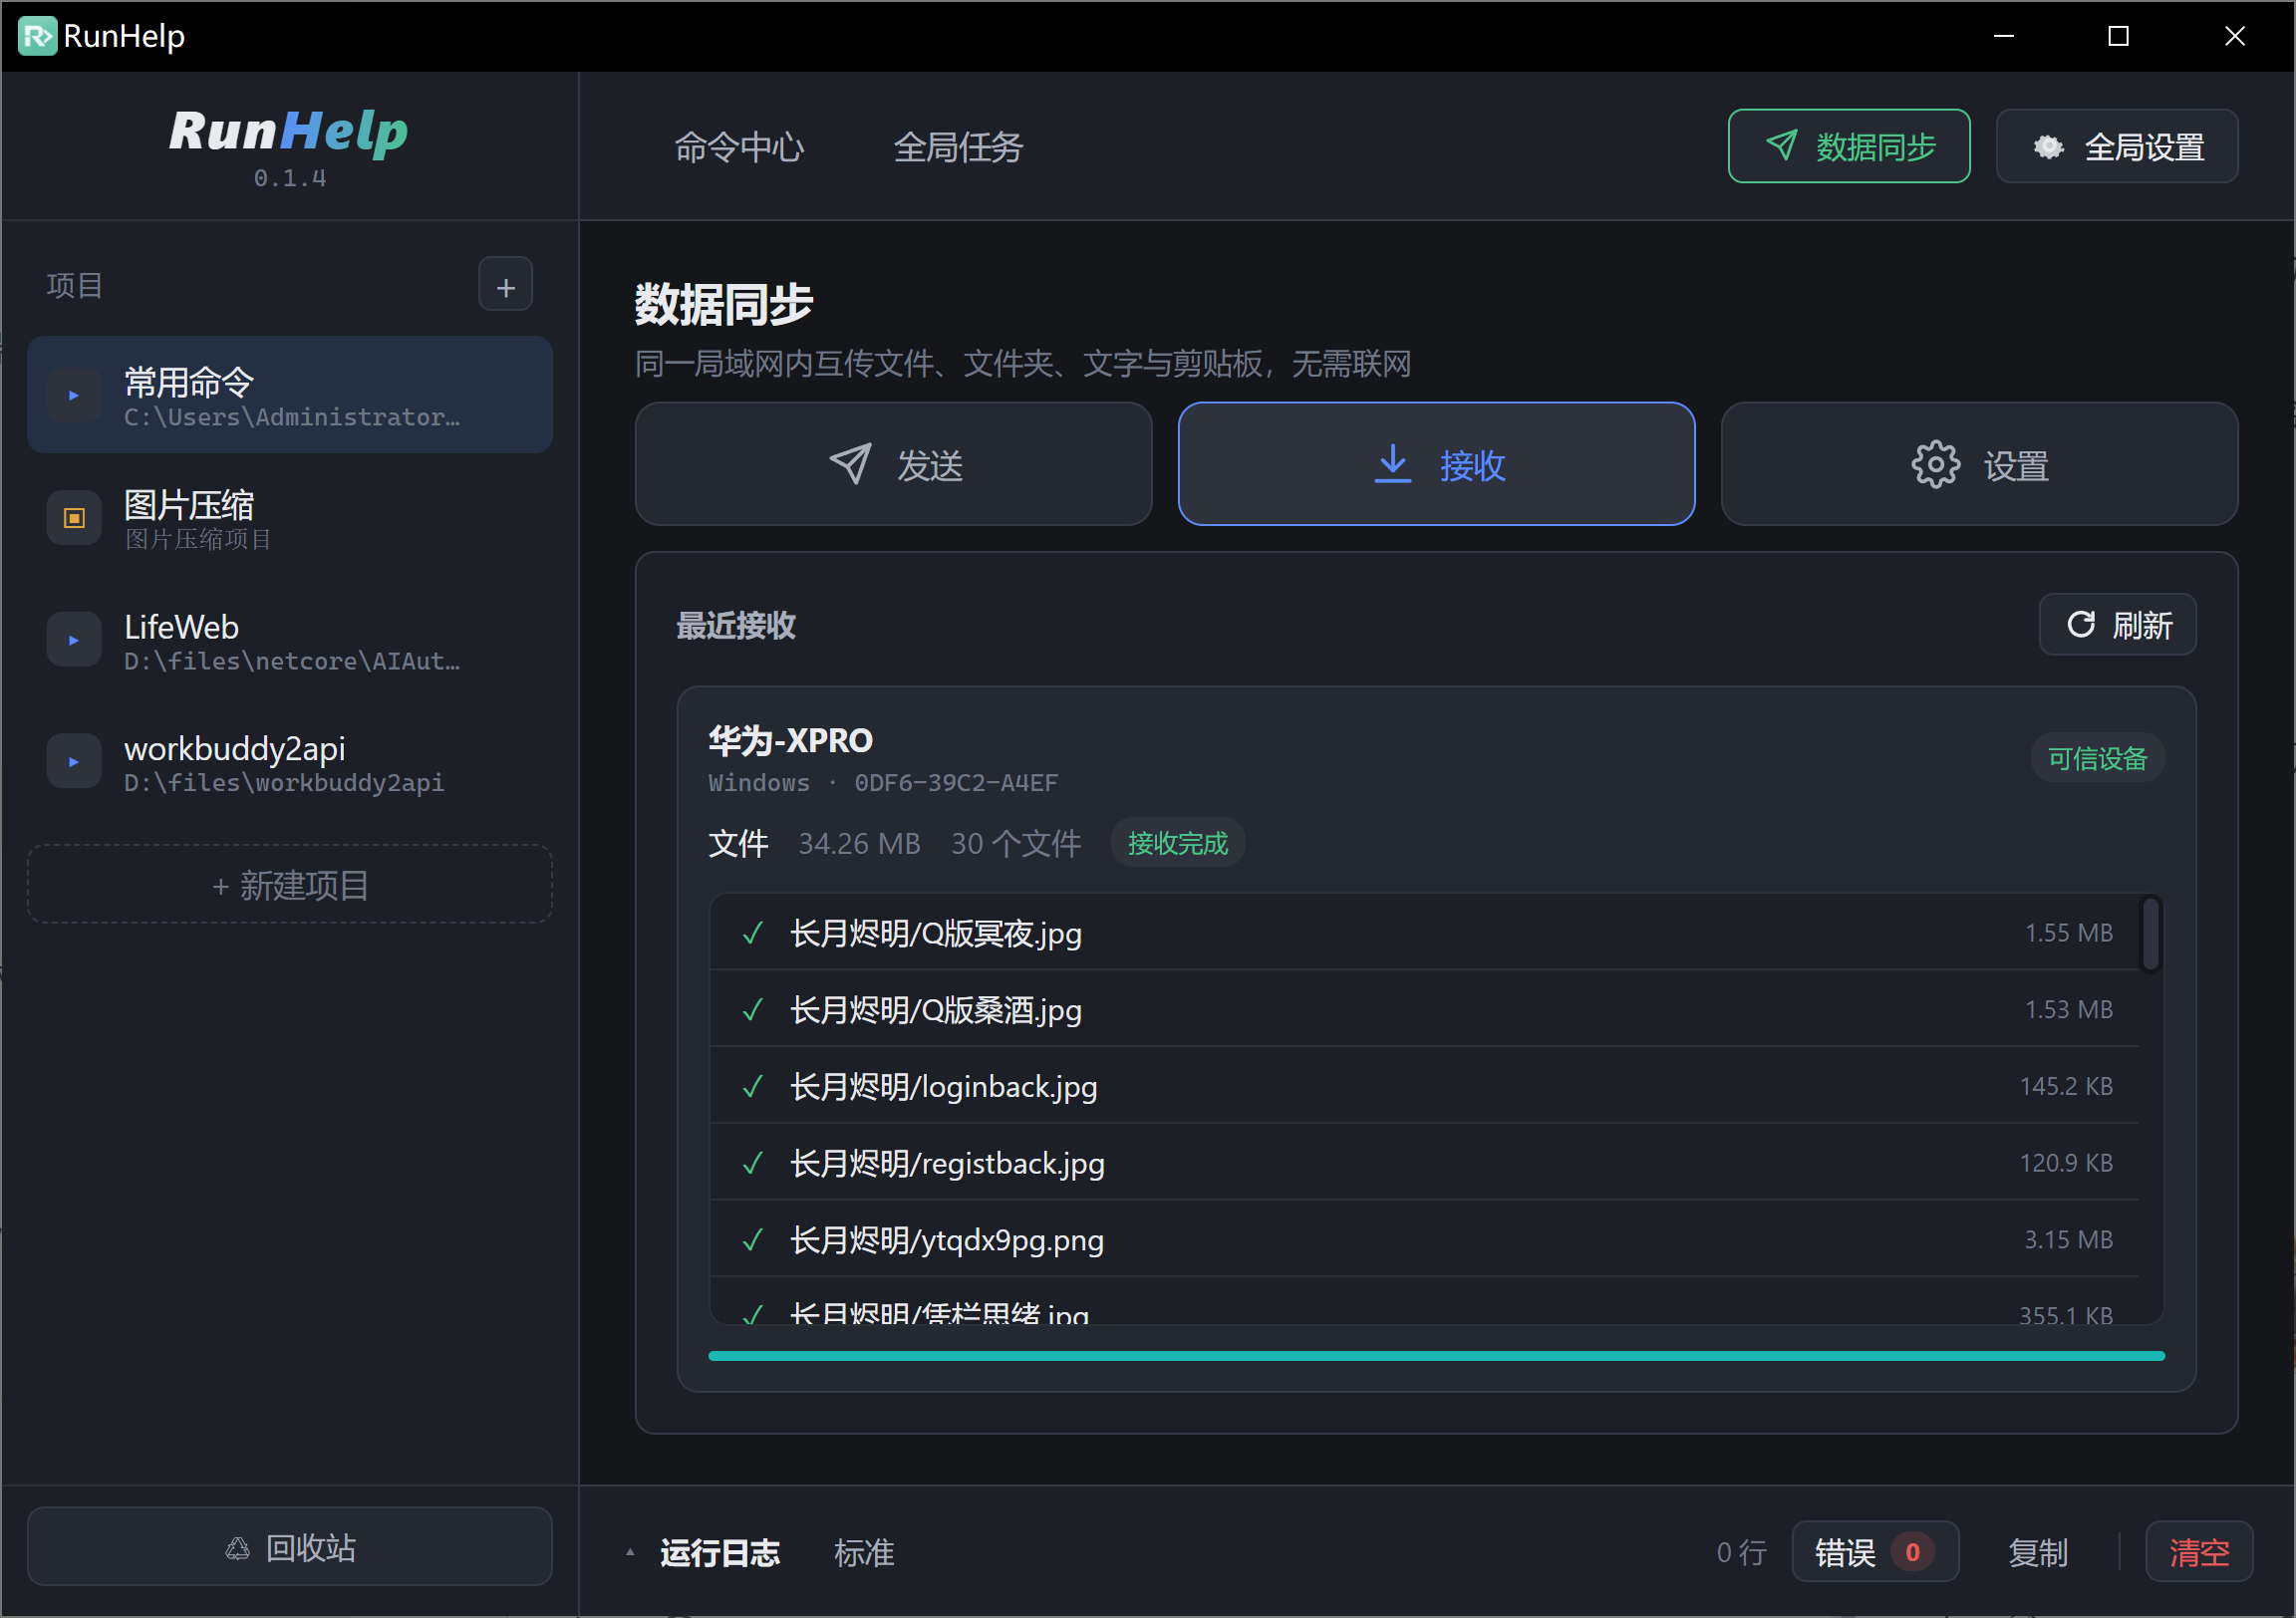 RunHelp
RunHelp
0.1.4
命令中心
全局任务
数据同步
全局设置
项目
+
常用命令
C:\Users\Administrator…
图片压缩
图片压缩项目
LifeWeb
D:\files\netcore\AIAut…
workbuddy2api
D:\files\workbuddy2api
+ 新建项目
回收站
数据同步
同一局域网内互传文件、文件夹、文字与剪贴板，无需联网
发送
接收
设置
最近接收
刷新
华为-XPRO
Windows · 0DF6-39C2-A4EF
可信设备
文件 34.26 MB 30 个文件 接收完成
✓ 长月烬明/Q版冥夜.jpg 1.55 MB
✓ 长月烬明/Q版桑酒.jpg 1.53 MB
✓ 长月烬明/loginback.jpg 145.2 KB
✓ 长月烬明/registback.jpg 120.9 KB
✓ 长月烬明/ytqdx9pg.png 3.15 MB
✓ 长月烬明/凭栏思绪.jpg 355.1 KB
运行日志 标准
0 行 错误 0 复制 清空